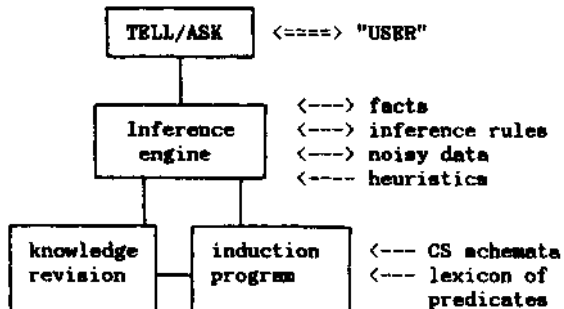 TELL/ASK <====> "USER"
<---> facts
Inference <---> inference rules
engine <---> noisy data
<---- heuristics
knowledge induction <--- CS schemata
revision program <--- lexicon of
predicates